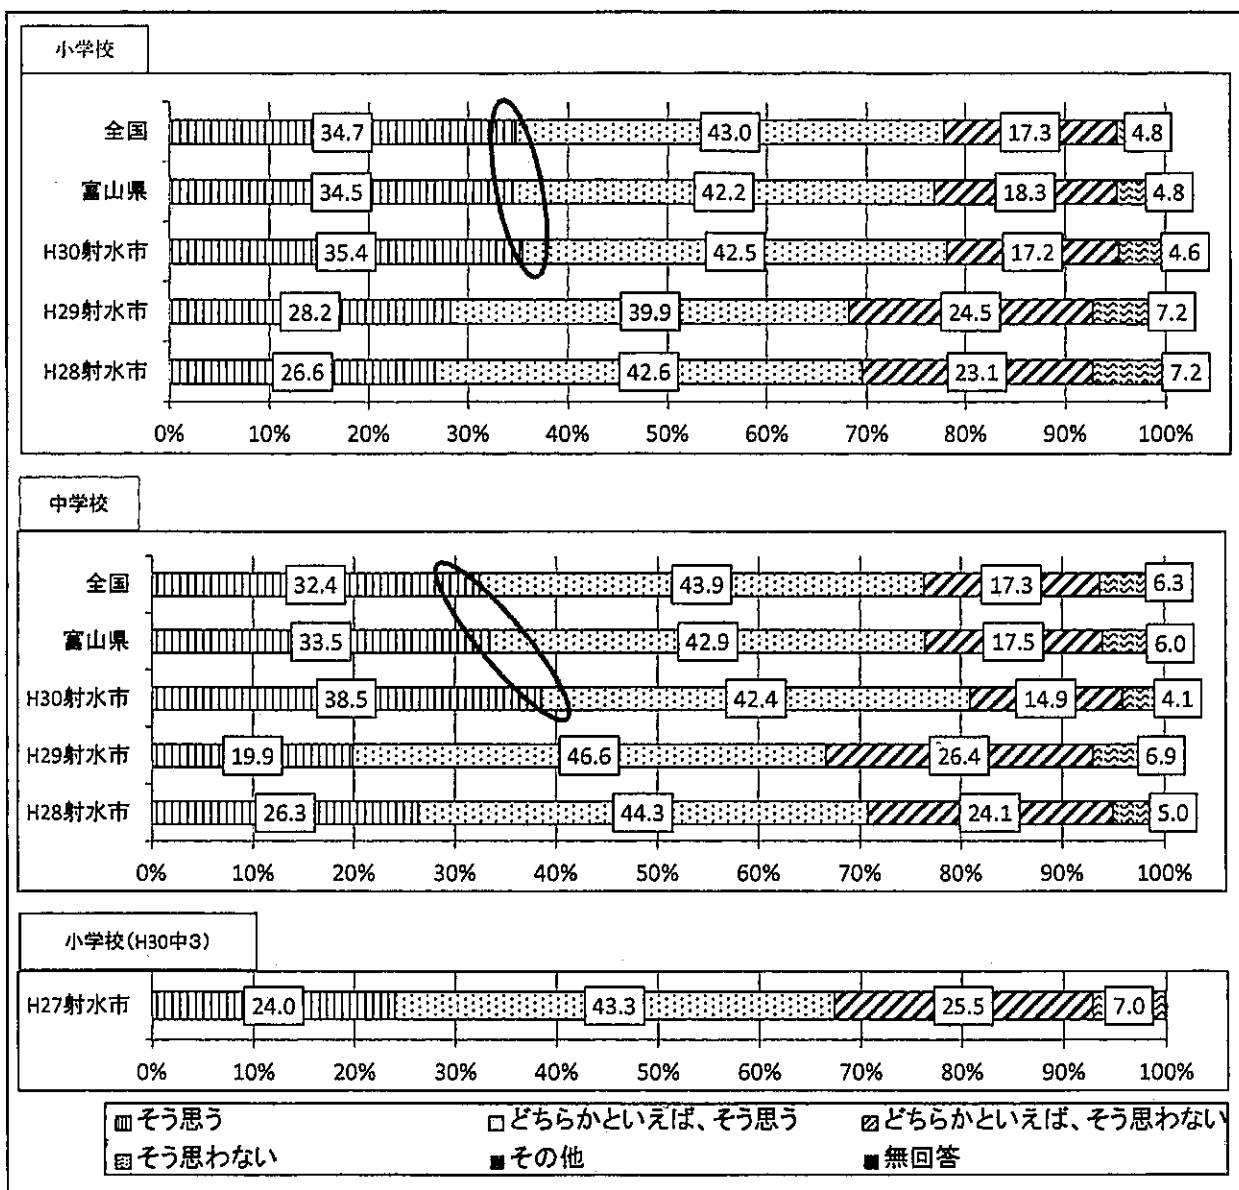 小学校
全国 34.7 43.0 17.3 4.8
富山県 34.5 42.2 18.3 4.8
H30射水市 35.4 42.5 17.2 4.6
H29射水市 28.2 39.9 24.5 7.2
H28射水市 26.6 42.6 23.1 7.2
0% 10% 20% 30% 40% 50% 60% 70% 80% 90% 100%
中学校
全国 32.4 43.9 17.3 6.3
富山県 33.5 42.9 17.5 6.0
H30射水市 38.5 42.4 14.9 4.1
H29射水市 19.9 46.6 26.4 6.9
H28射水市 26.3 44.3 24.1 5.0
0% 10% 20% 30% 40% 50% 60% 70% 80% 90% 100%
小学校(H30中3)
H27射水市 24.0 43.3 25.5 7.0
0% 10% 20% 30% 40% 50% 60% 70% 80% 90% 100%
そう思う どちらかといえば、そう思う どちらかといえば、そう思わない
そう思わない その他 無回答